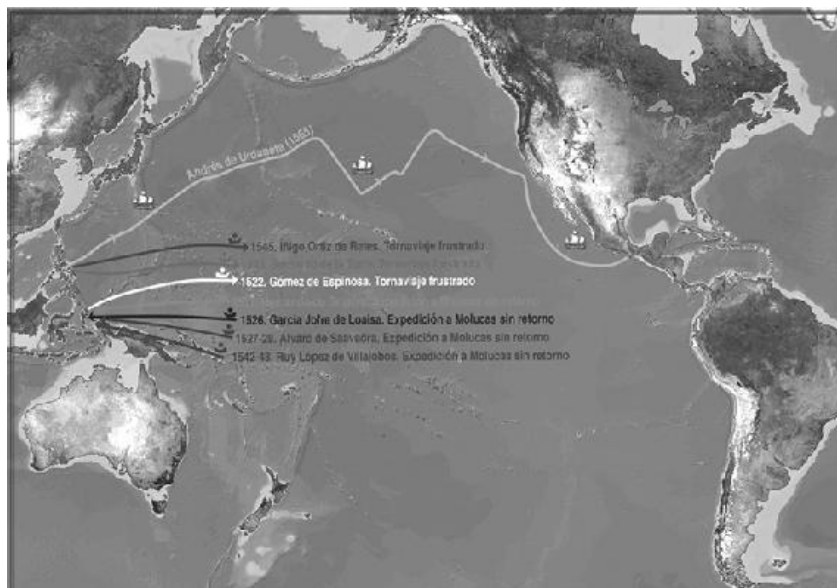 Andrés de Urdaneta (1565)
1545. Íñigo Ortiz de Retes. Tornaviaje frustrado
1522. Gómez de Espinosa. Tornaviaje frustrado
1526. García Jofre de Loaisa. Expedición a Molucas sin retorno
1527-28. Álvaro de Saavedra. Expedición a Molucas sin retorno
1542-43. Ruy López de Villalobos. Expedición a Molucas sin retorno